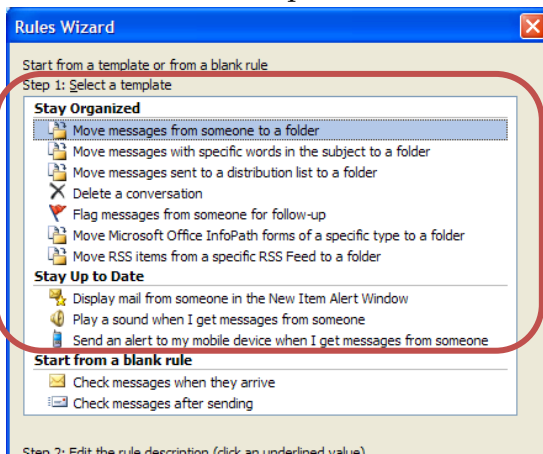 Rules Wizard
Start from a template or from a blank rule
Step 1: Select a template
Stay Organized
Move messages from someone to a folder
Move messages with specific words in the subject to a folder
Move messages sent to a distribution list to a folder
Delete a conversation
Flag messages from someone for follow-up
Move Microsoft Office InfoPath forms of a specific type to a folder
Move RSS items from a specific RSS Feed to a folder
Stay Up to Date
Display mail from someone in the New Item Alert Window
Play a sound when I get messages from someone
Send an alert to my mobile device when I get messages from someone
Start from a blank rule
Check messages when they arrive
Check messages after sending
Step 2: Edit the rule description (click an underlined value)